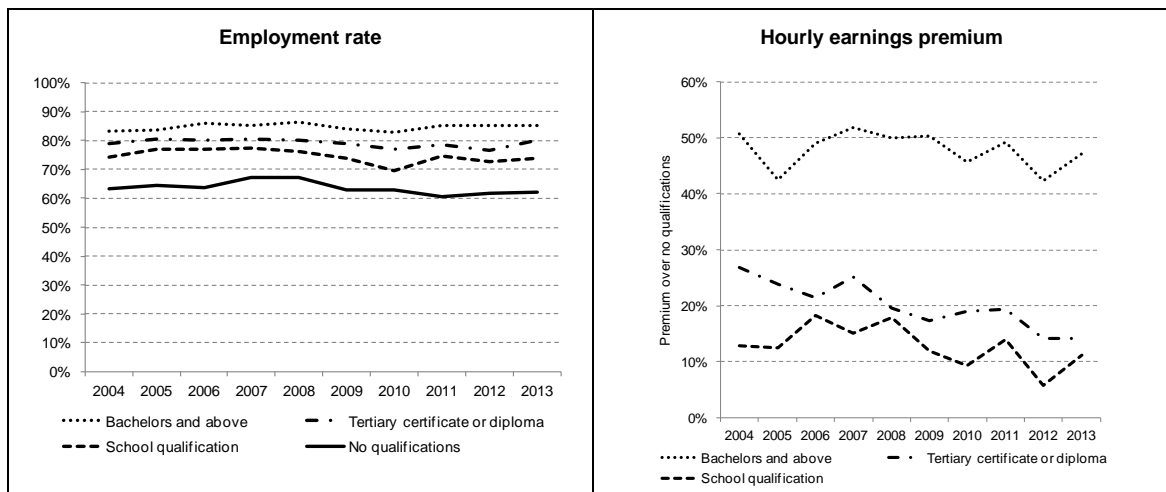 Employment rate
100%
90%
80%
70%
60%
50%
40%
30%
20%
10%
0%
2004 2005 2006 2007 2008 2009 2010 2011 2012 2013
Bachelors and above Tertiary certificate or diploma
School qualification No qualifications
Hourly earnings premium
Premium over no qualifications
60%
50%
40%
30%
20%
10%
0%
2004 2005 2006 2007 2008 2009 2010 2011 2012 2013
Bachelors and above Tertiary certificate or diploma
School qualification